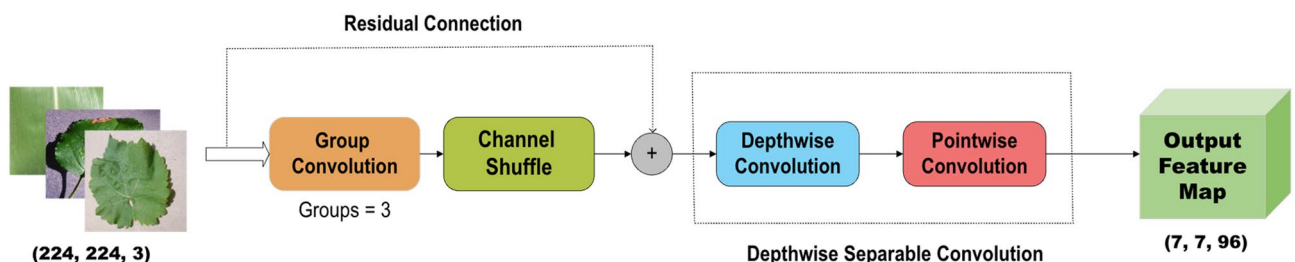 Residual Connection
Group
Convolution
Channel
Shuffle
+
Depthwise
Convolution
Pointwise
Convolution
Output
Feature
Map
Groups = 3
(224, 224, 3)
Depthwise Separable Convolution
(7, 7, 96)